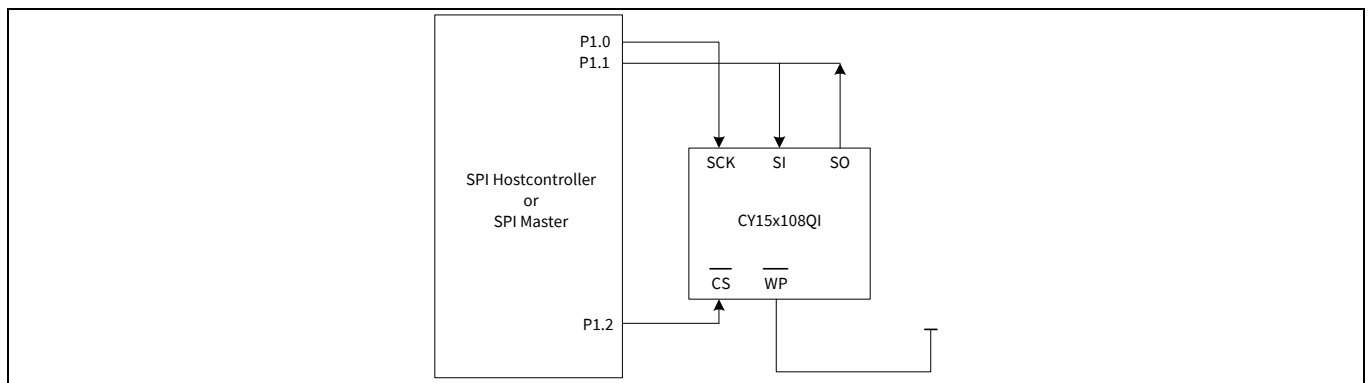 P1.0
P1.1
SCK SI SO
SPI Hostcontroller
or
SPI Master
CY15x108QI
CS WP
P1.2